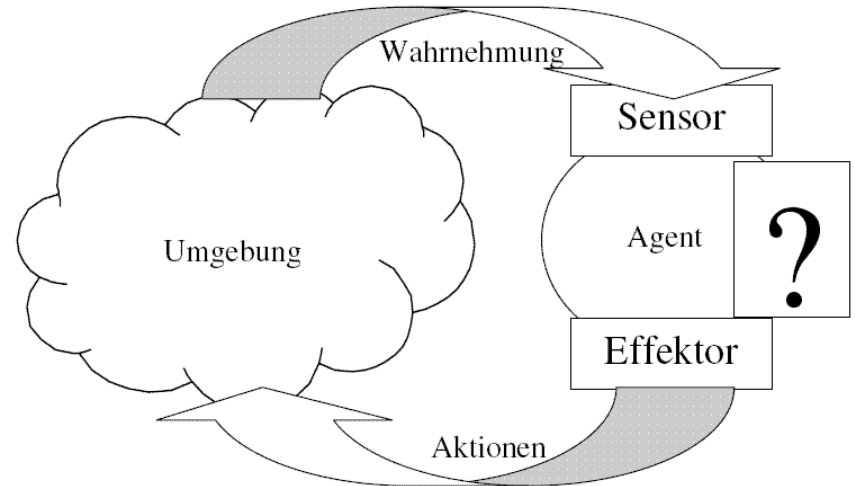 Wahrnehmung
Sensor
Umgebung
Agent
?
Effektor
Aktionen